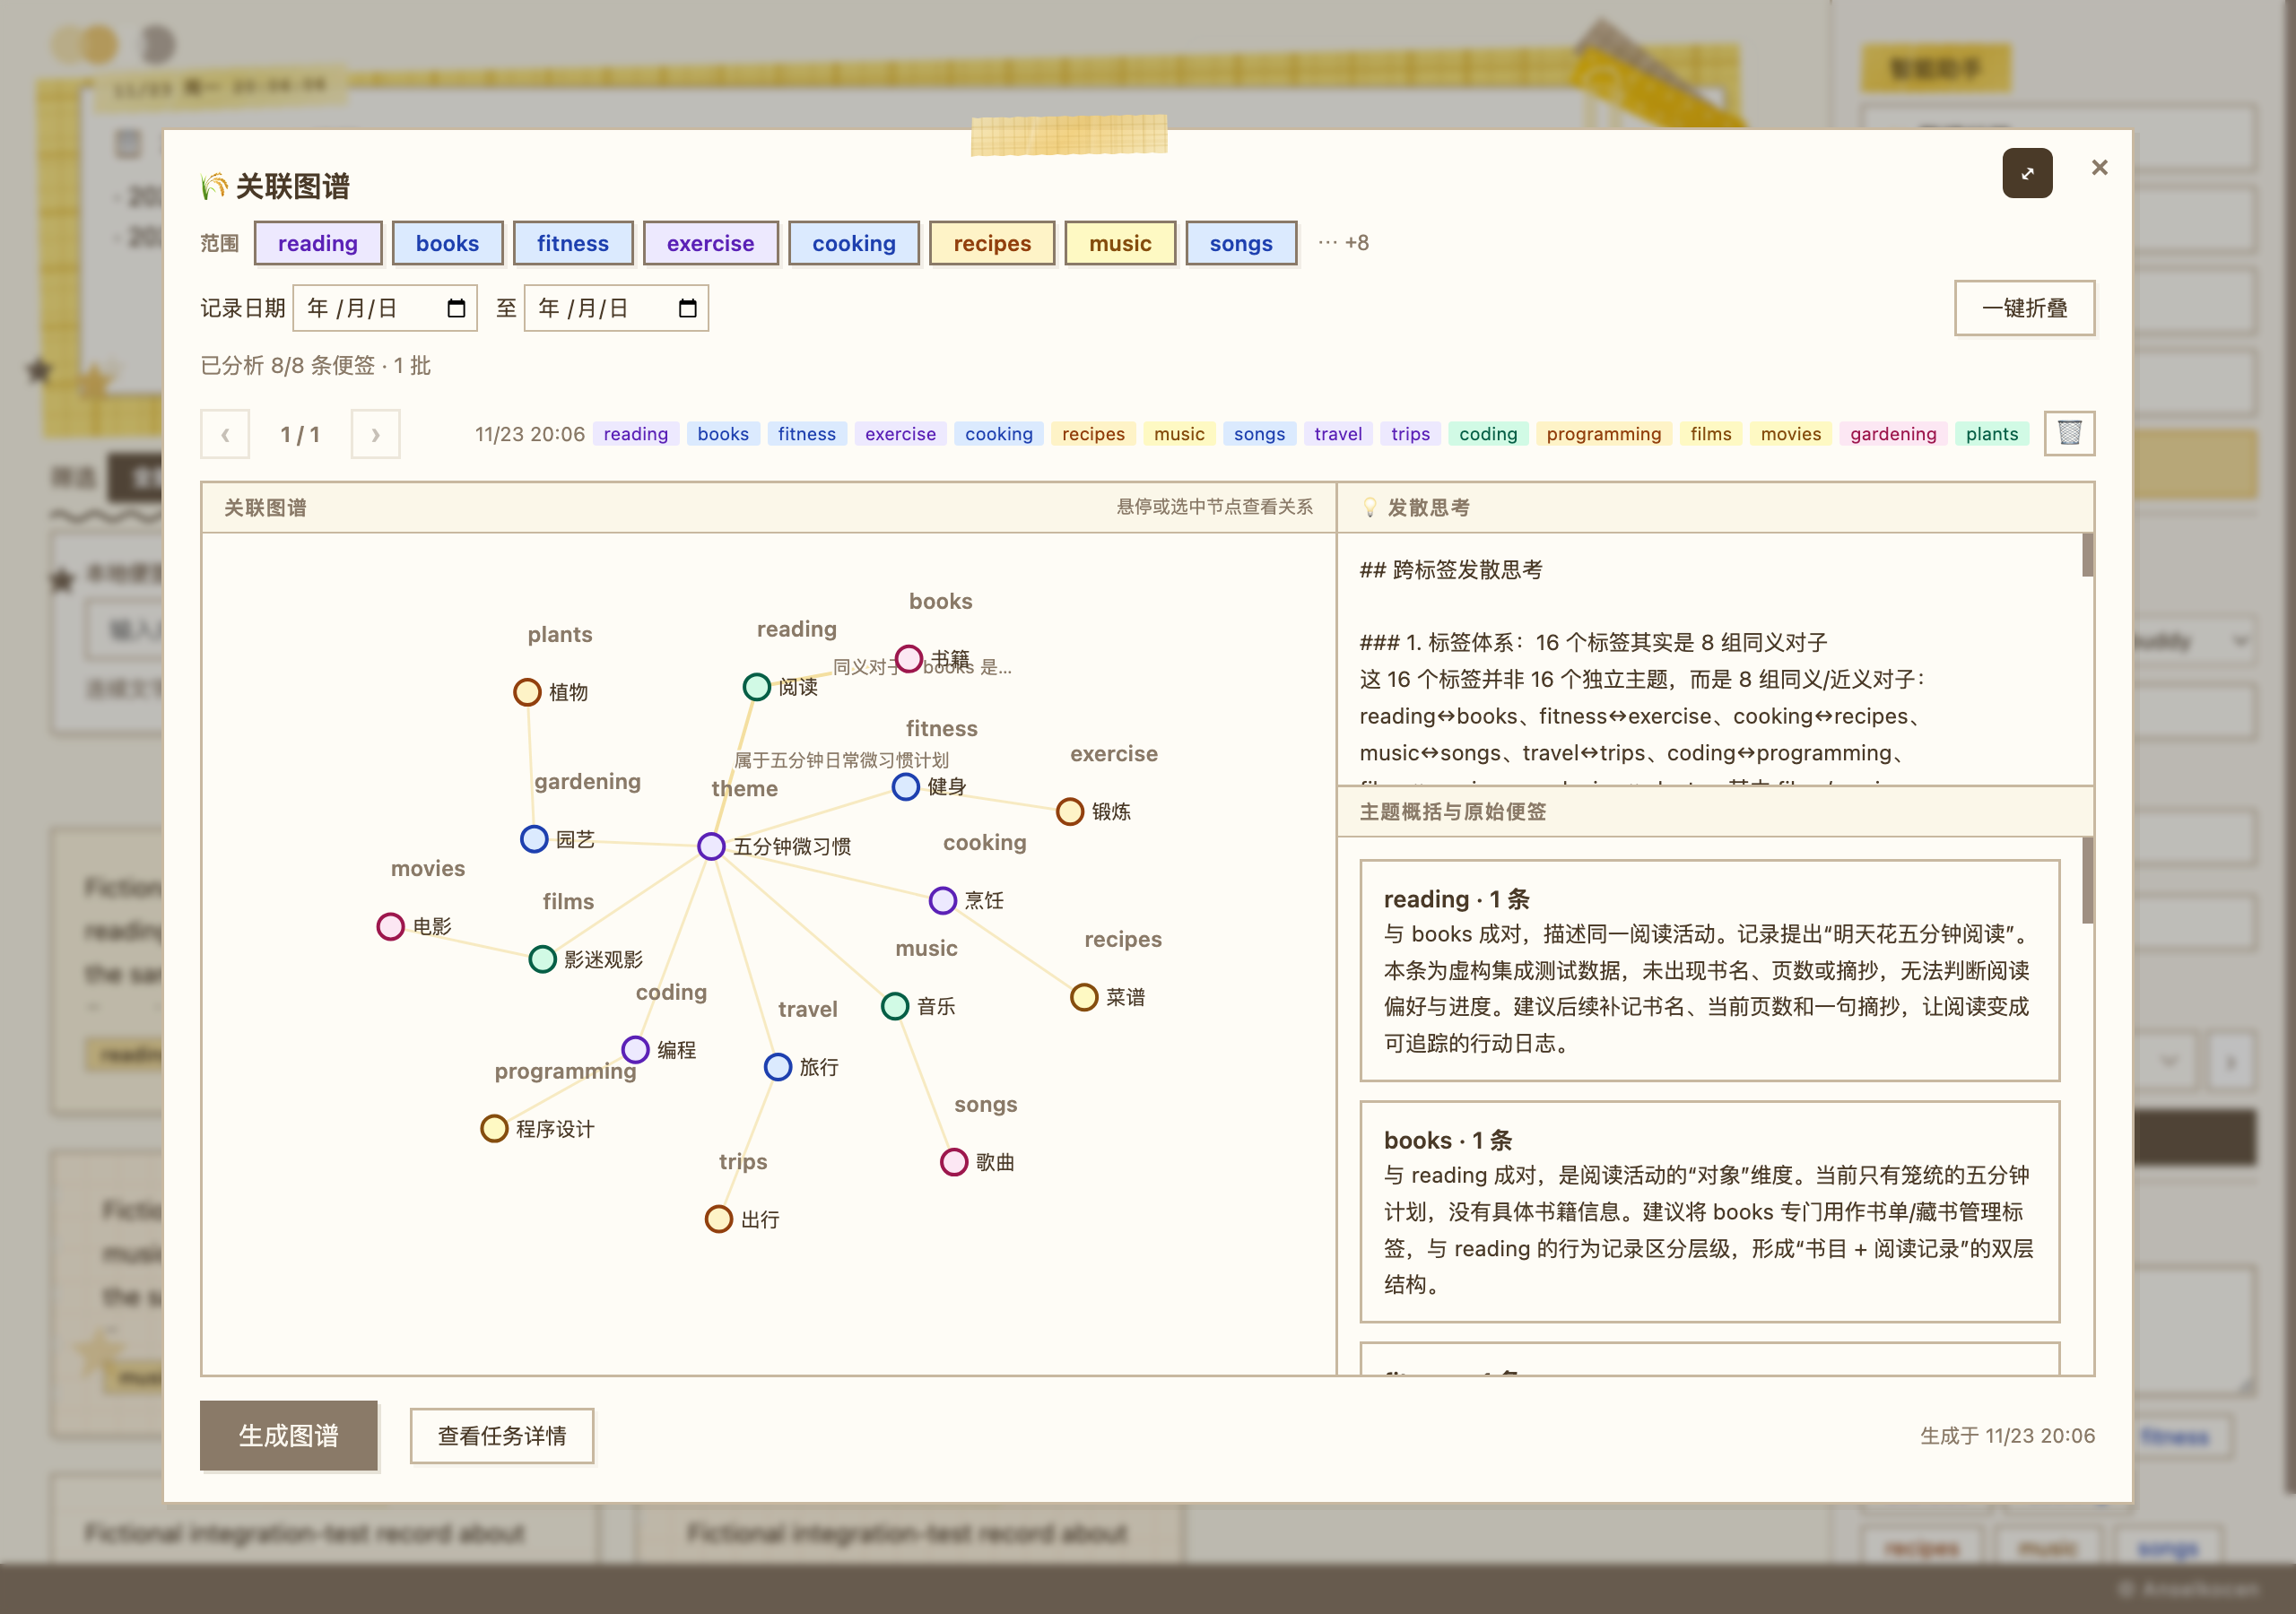 关联图谱
范围 reading books fitness exercise cooking recipes music songs ··· +8
记录日期 年 /月/日 至 年 /月/日 一键折叠
已分析 8/8 条便签 · 1 批
‹ 1 / 1 › 11/23 20:06 reading books fitness exercise cooking recipes music songs travel trips coding programming films movies gardening plants
关联图谱 悬停或选中节点查看关系
books
书籍
reading
阅读
plants
植物
fitness
健身
exercise
锻炼
属于五分钟日常微习惯计划
theme
五分钟微习惯
gardening
园艺
cooking
烹饪
movies
电影
films
影迷观影
music
音乐
recipes
菜谱
coding
编程
travel
旅行
programming
程序设计
songs
歌曲
trips
出行
💡 发散思考
## 跨标签发散思考
### 1. 标签体系：16 个标签其实是 8 组同义对子
这 16 个标签并非 16 个独立主题，而是 8 组同义/近义对子：
reading↔books、fitness↔exercise、cooking↔recipes、
music↔songs、travel↔trips、coding↔programming、
主题概括与原始便签
reading · 1 条
与 books 成对，描述同一阅读活动。记录提出“明天花五分钟阅读”。
本条为虚构集成测试数据，未出现书名、页数或摘抄，无法判断阅读
偏好与进度。建议后续补记书名、当前页数和一句摘抄，让阅读变成
可追踪的行动日志。
books · 1 条
与 reading 成对，是阅读活动的“对象”维度。当前只有笼统的五分钟
计划，没有具体书籍信息。建议将 books 专门用作书单/藏书管理标
签，与 reading 的行为记录区分层级，形成“书目 + 阅读记录”的双层
结构。
生成图谱 查看任务详情 生成于 11/23 20:06
Fictional integration-test record about
Fictional integration-test record about
fitness
recipes music songs